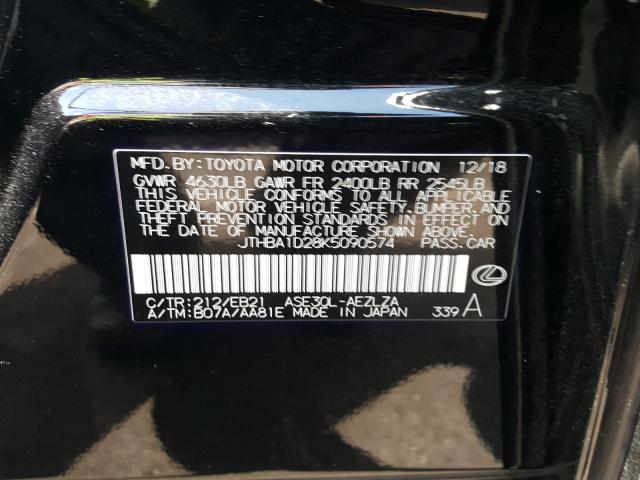 MFD.BY:TOYOTA MOTOR CORPORATION 12/18
GVWR 4630LB GAWR FR 2400LB RR 2545LB
THIS VEHICLE CONFORMS TO ALL APPLICABLE
FEDERAL MOTOR VEHICLE SAFETY,BUMPER,AND
THEFT PREVENTION STANDARDS IN EFFECT ON
THE DATE OF MANUFACTURE SHOWN ABOVE.
JTHBA1D28K5090574 PASS.CAR
C/TR:212/EB21 ASE30L-AEZLZA
A/TM:B07A/AA81E MADE IN JAPAN 339 A